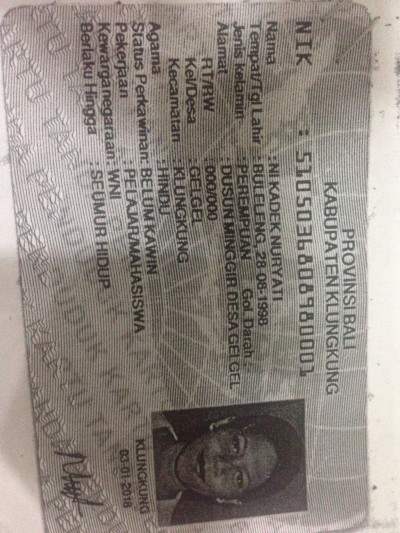 PROVINSI BALI
KABUPATEN KLUNGKUNG
NIK : 5105036808980001
Nama : NI KADEK NURYATI
Tempat/Tgl Lahir : BULELENG, 28-08-1998
Jenis kelamin : PEREMPUAN Gol. Darah : -
Alamat : DUSUN MINGGIR DESA GELGEL
RT/RW : 000/000
Kel/Desa : GELGEL
Kecamatan : KLUNGKUNG
Agama : HINDU
Status Perkawinan: BELUM KAWIN
Pekerjaan : PELAJAR/MAHASISWA
Kewarganegaraan: WNI
Berlaku Hingga : SEUMUR HIDUP
KLUNGKUNG
03-01-2016